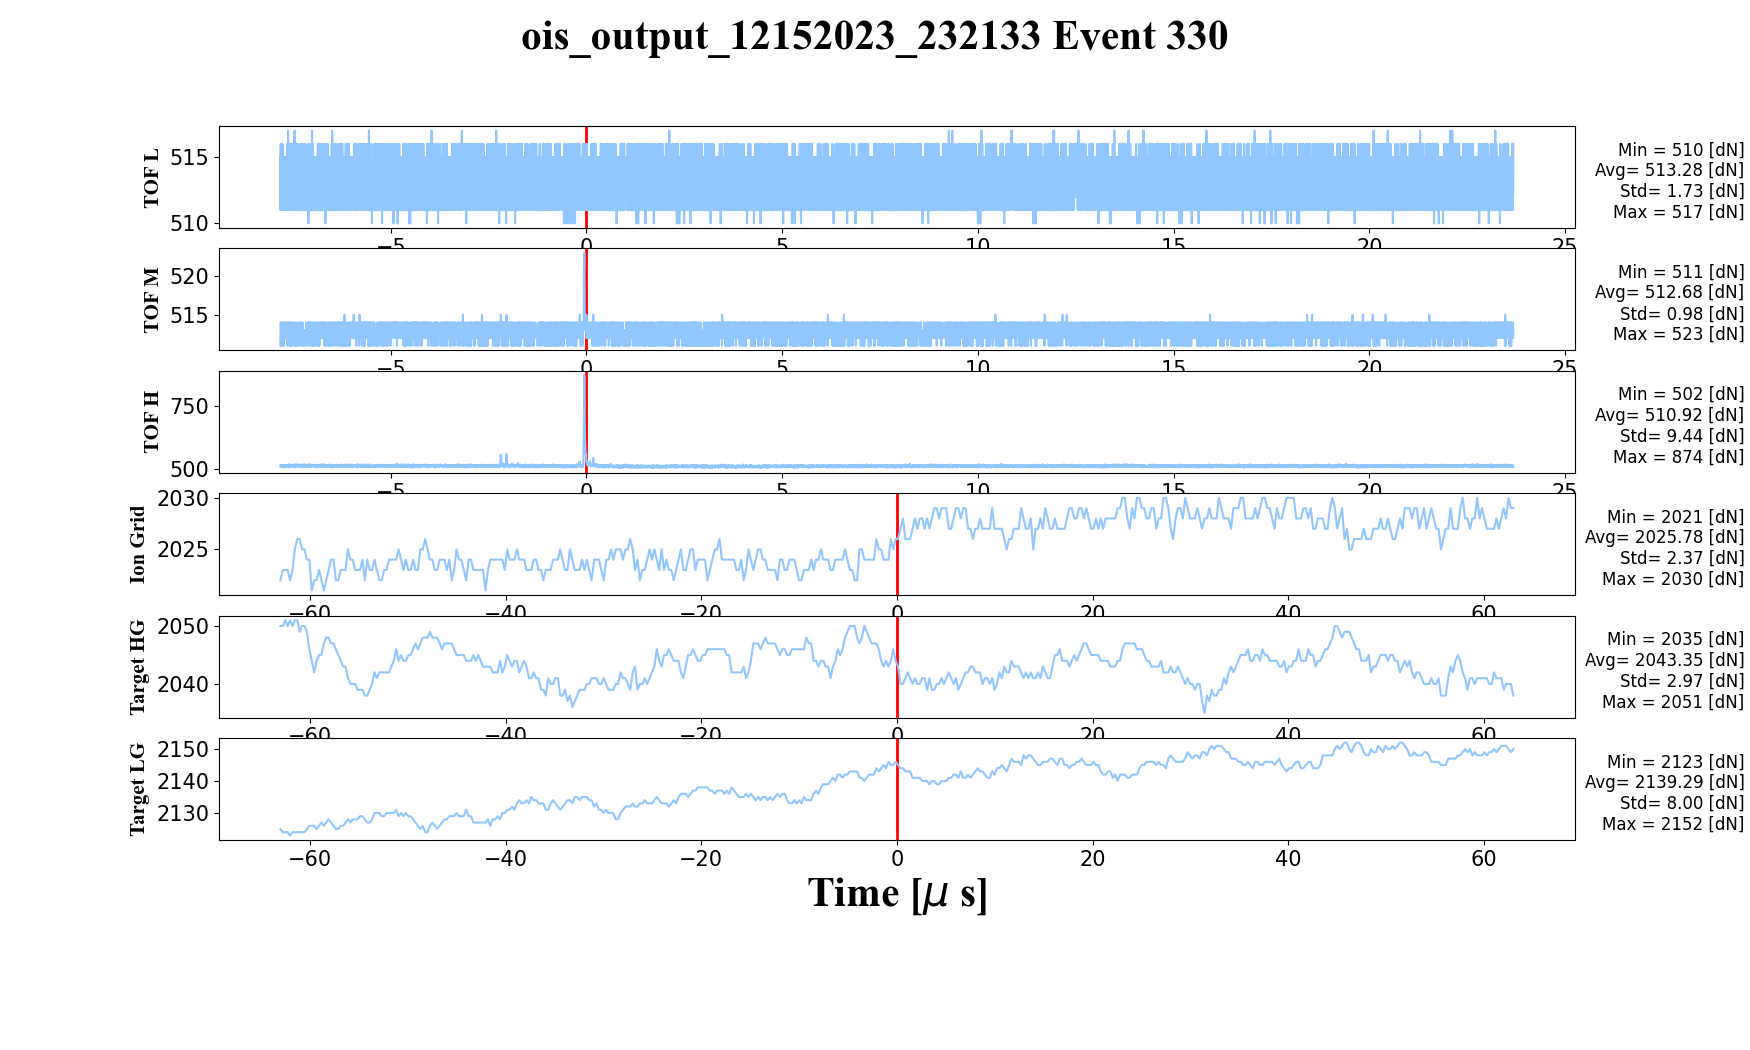 ois_output_12152023_232133 Event 330
TOF L
515
510
−5 0 5 10 15 20 25
Min = 510 [dN]
Avg= 513.28 [dN]
Std= 1.73 [dN]
Max = 517 [dN]
TOF M
520
515
−5 0 5 10 15 20 25
Min = 511 [dN]
Avg= 512.68 [dN]
Std= 0.98 [dN]
Max = 523 [dN]
TOF H
750
500
−5 0 5 10 15 20 25
Min = 502 [dN]
Avg= 510.92 [dN]
Std= 9.44 [dN]
Max = 874 [dN]
Ion Grid
2030
2025
−60 −40 −20 0 20 40 60
Min = 2021 [dN]
Avg= 2025.78 [dN]
Std= 2.37 [dN]
Max = 2030 [dN]
Target HG
2050
2040
−60 −40 −20 0 20 40 60
Min = 2035 [dN]
Avg= 2043.35 [dN]
Std= 2.97 [dN]
Max = 2051 [dN]
Target LG
2150
2140
2130
−60 −40 −20 0 20 40 60
Min = 2123 [dN]
Avg= 2139.29 [dN]
Std= 8.00 [dN]
Max = 2152 [dN]
Time [μ s]